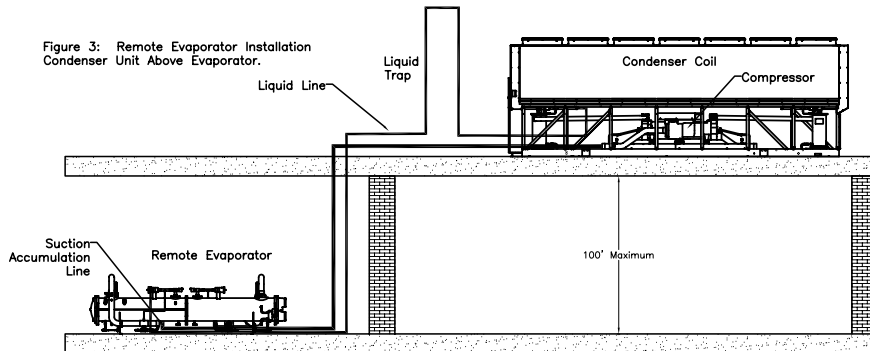 Figure 3: Remote Evaporator Installation
Condenser Unit Above Evaporator.
Liquid
Trap
Liquid Line
Condenser Coil
Compressor
Suction
Accumulation
Line
Remote Evaporator
100' Maximum